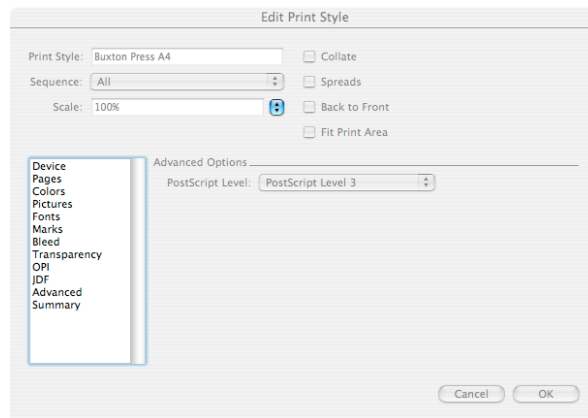 Edit Print Style
Print Style: Buxton Press A4
Collate
Sequence: All
Spreads
Scale: 100%
Back to Front
Fit Print Area
Device
Pages
Colors
Pictures
Fonts
Marks
Bleed
Transparency
OPI
JDF
Advanced
Summary
Advanced Options
PostScript Level: PostScript Level 3
Cancel OK